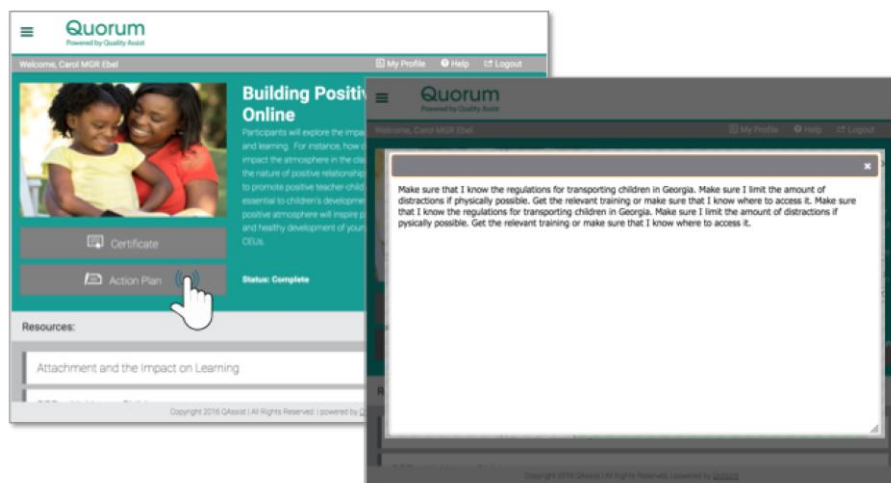 Quorum
Powered by Quality Assist
Welcome, Carol MGR Ebel
My Profile Help Logout
Building Positiv
Online
Participants will explore the impa
and learning. For instance, how d
impact the atmosphere in the cla
the nature of positive relationship
to promote positive teacher-child
essential to children's developme
positive atmosphere will inspire p
and healthy development of youn
CEUs.
Certificate
Action Plan
Status: Complete
Resources:
Attachment and the Impact on Learning
Copyright 2016 QAssist | All Rights Reserved. | powered by
Quorum
Powered by Quality Assist
Welcome, Carol MGR Ebel
My Profile Help Logout
Make sure that I know the regulations for transporting children in Georgia. Make sure I limit the amount of
distractions if physically possible. Get the relevant training or make sure that I know where to access it. Make sure
that I know the regulations for transporting children in Georgia. Make sure I limit the amount of distractions if
pysically possible. Get the relevant training or make sure that I know where to access it.
Copyright 2016 QAssist | All Rights Reserved. | powered by